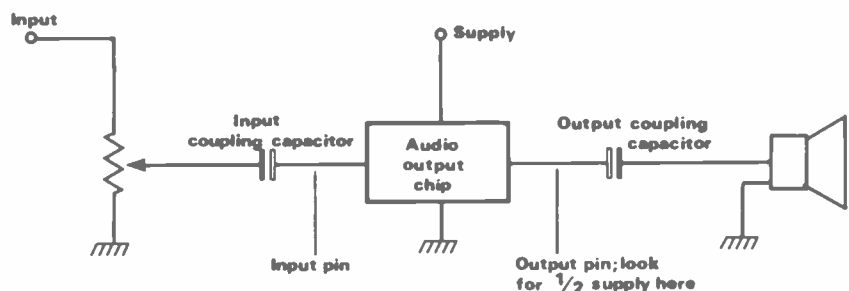 Input
Supply
Input
coupling capacitor
Audio
output
chip
Output coupling
capacitor
Input pin
Output pin; look
for 1/2 supply here